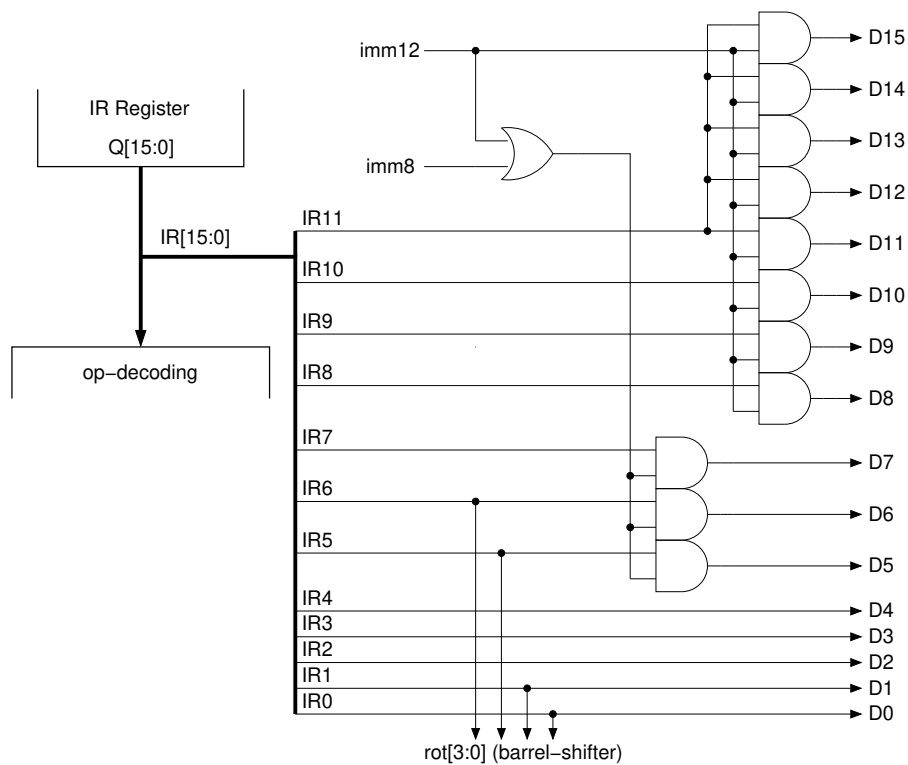 imm12
D15
D14
IR Register
Q[15:0]
D13
imm8
D12
IR11
IR[15:0]
D11
IR10
D10
IR9
D9
op−decoding
IR8
D8
IR7
D7
IR6
D6
IR5
D5
IR4
D4
IR3
D3
IR2
D2
IR1
D1
IR0
D0
rot[3:0] (barrel−shifter)